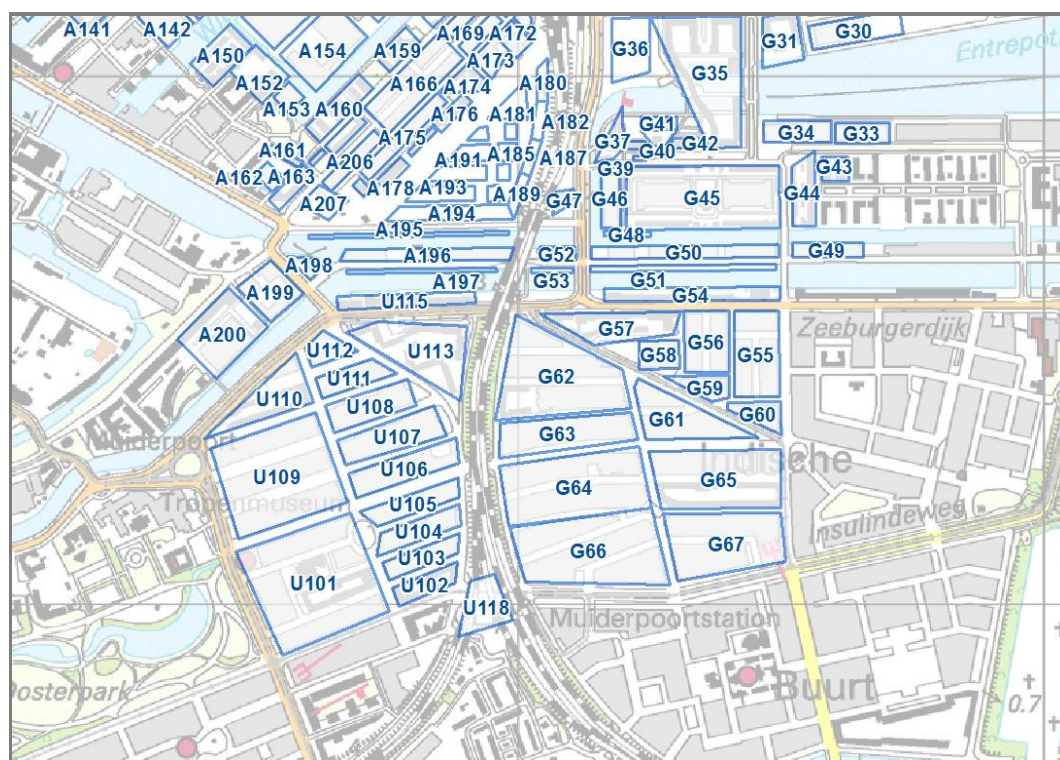 A141
A142
A150
A152
A153
A154
A159
A160
A161
A162
A163
A166
A169
A172
A173
A174
A175
A176
A178
A180
A181
A182
A185
A187
A189
A191
A193
A194
A195
A196
A197
A198
A199
A200
A206
A207
G30
G31
G33
G34
G35
G36
G37
G39
G40
G41
G42
G43
G44
G45
G46
G47
G48
G49
G50
G51
G52
G53
G54
G55
G56
G57
G58
G59
G60
G61
G62
G63
G64
G65
G66
G67
U101
U102
U103
U104
U105
U106
U107
U108
U109
U110
U111
U112
U113
U115
U118
Entrepot
Zeeburgerdijk
Muiderpoort
Tropenmuseum
Indische
Insulindeweg
Muiderpoortstation
Buurt
Oosterpark
0.7